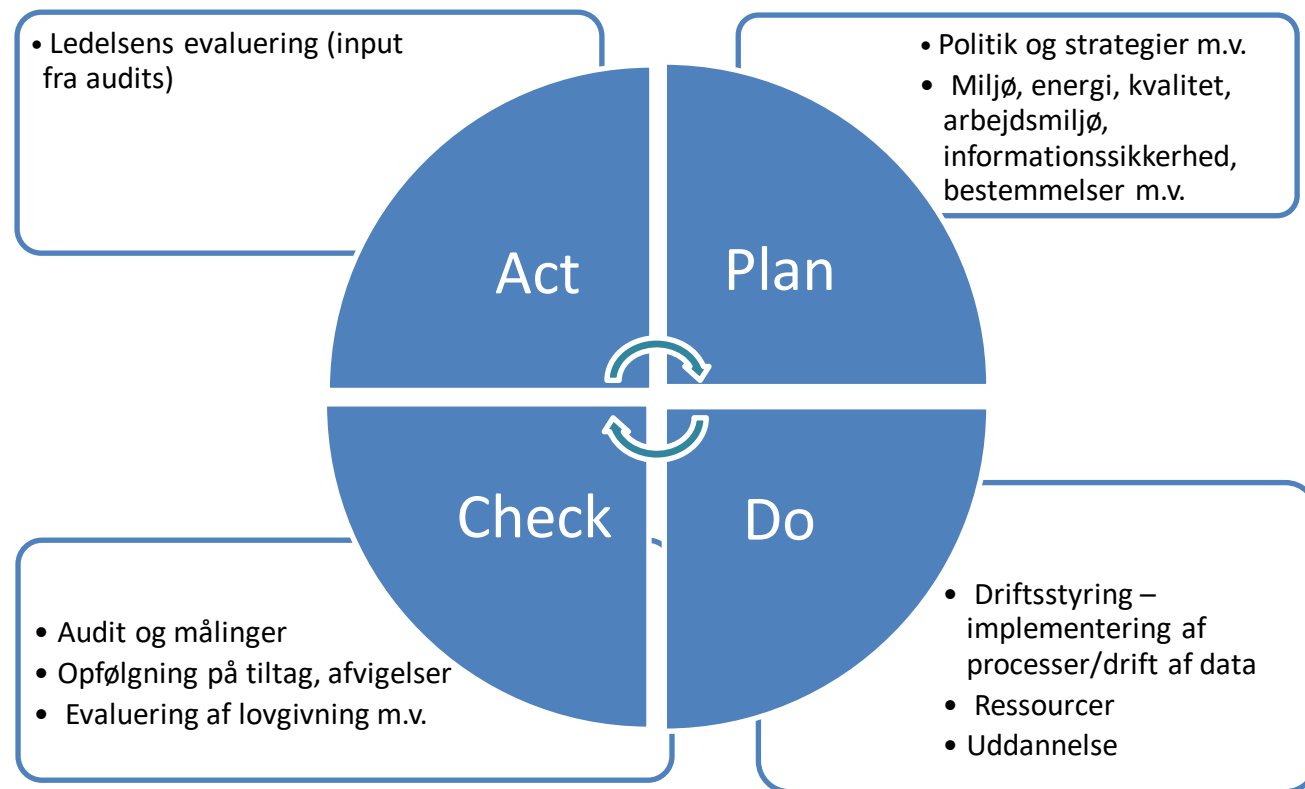 • Ledelsens evaluering (input
fra audits)
• Politik og strategier m.v.
• Miljø, energi, kvalitet,
arbejdsmiljø,
informationssikkerhed,
bestemmelser m.v.
Act
Plan
Check
Do
• Audit og målinger
• Opfølgning på tiltag, afvigelser
• Evaluering af lovgivning m.v.
• Driftsstyring –
implementering af
processer/drift af data
• Ressourcer
• Uddannelse